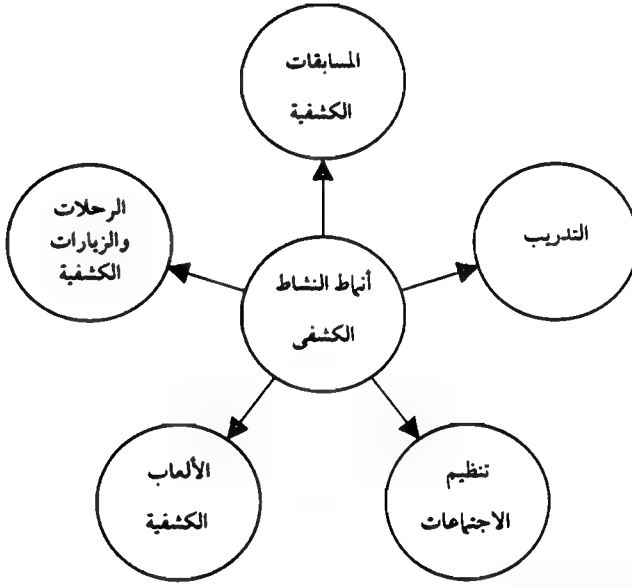 المسابقات
الكشفية
التدريب
الرحلات
والزيارات
الكشفية
أنماط النشاط
الكشفى
تنظيم
الاجتماعات
الألعاب
الكشفية